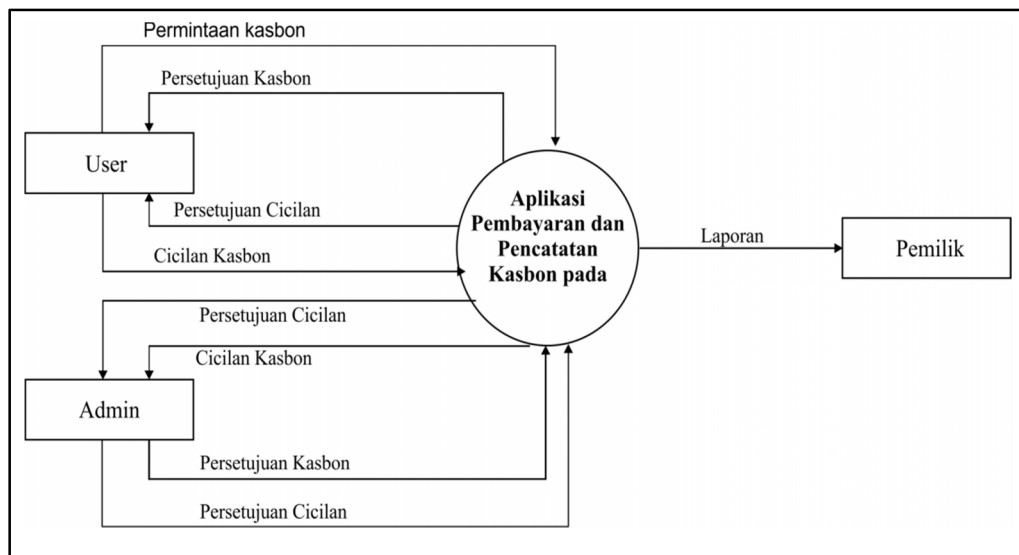 Permintaan kasbon
Persetujuan Kasbon
User
Persetujuan Cicilan
Cicilan Kasbon
Aplikasi
Pembayaran dan
Pencatatan
Kasbon pada
Laporan
Pemilik
Persetujuan Cicilan
Cicilan Kasbon
Admin
Persetujuan Kasbon
Persetujuan Cicilan